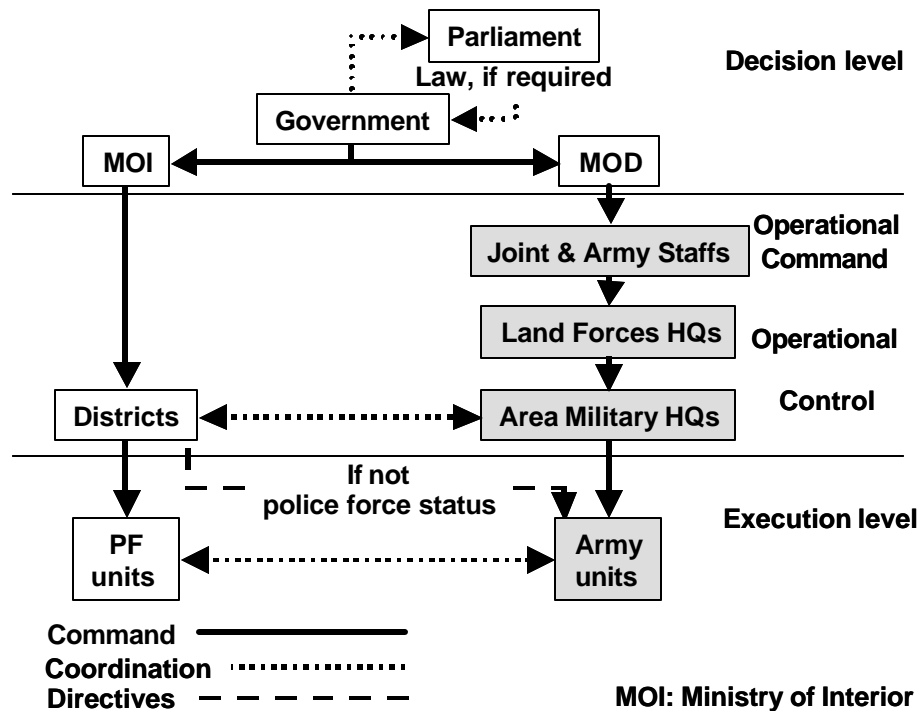 Parliament
Decision level
Law, if required
Government
MOI
MOD
Operational
Command
Joint & Army Staffs
Land Forces HQs
Operational
Control
Districts
Area Military HQs
If not
police force status
Execution level
PF
units
Army
units
Command
Coordination
Directives
MOI: Ministry of Interior